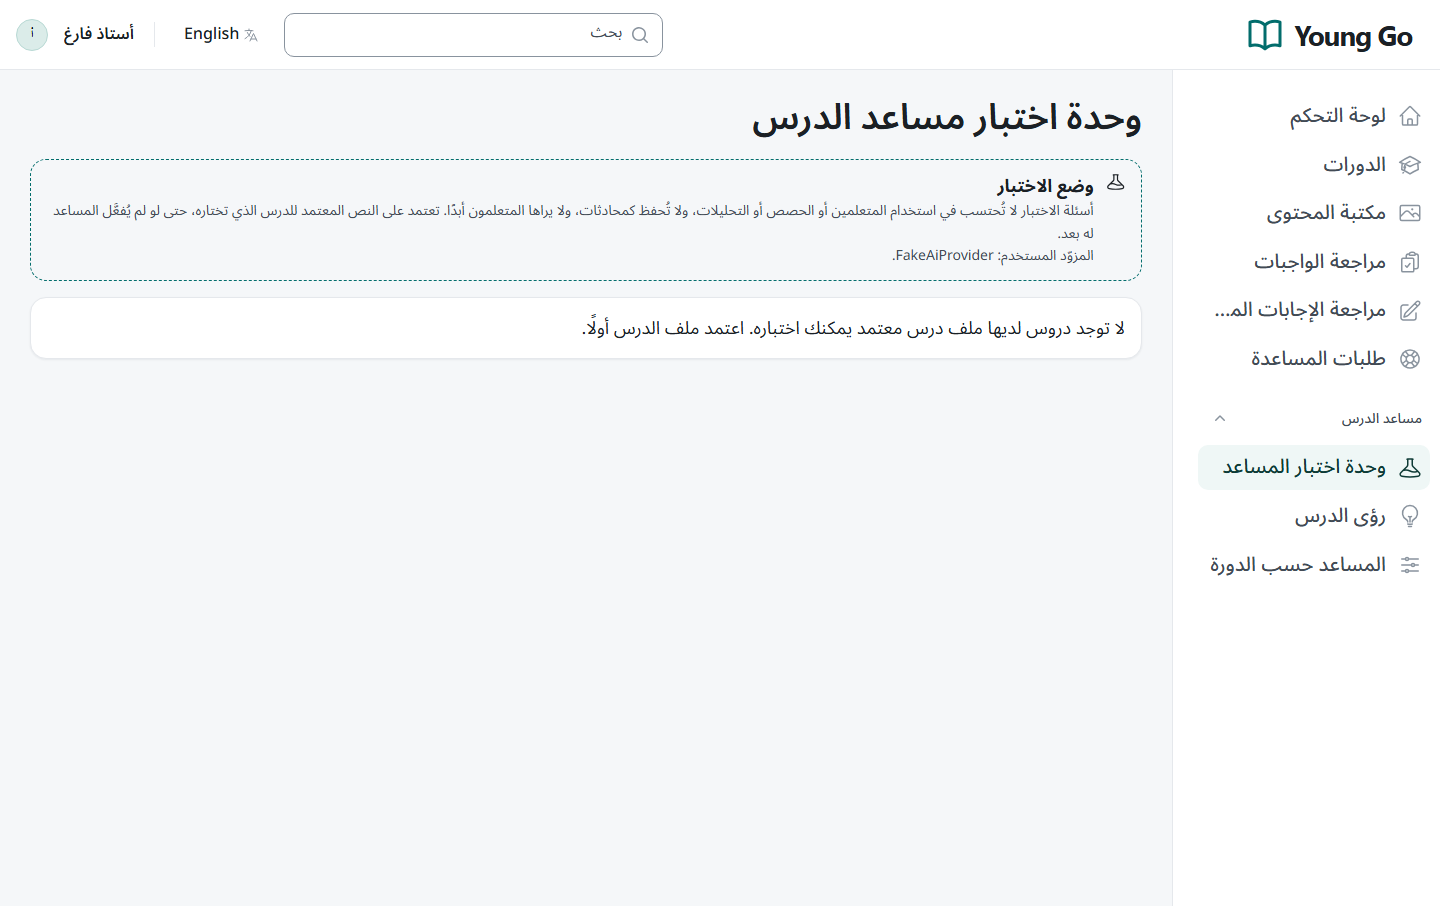 Young Go
بحث
English
أستاذ فارغ
أ
لوحة التحكم
الدورات
مكتبة المحتوى
مراجعة الواجبات
مراجعة الإجابات الم...
طلبات المساعدة
مساعد الدرس
وحدة اختبار المساعد
رؤى الدرس
المساعد حسب الدورة
وحدة اختبار مساعد الدرس
وضع الاختبار
أسئلة الاختبار لا تُحتسب في استخدام المتعلمين أو الحصص أو التحليلات، ولا تُحفظ كمحادثات، ولا يراها المتعلمون أبدًا. تعتمد على النص المعتمد للدرس الذي تختاره، حتى لو لم يُفعَّل المساعد
له بعد.
المزوّد المستخدم: FakeAiProvider.
لا توجد دروس لديها ملف درس معتمد يمكنك اختباره. اعتمد ملف الدرس أولًا.